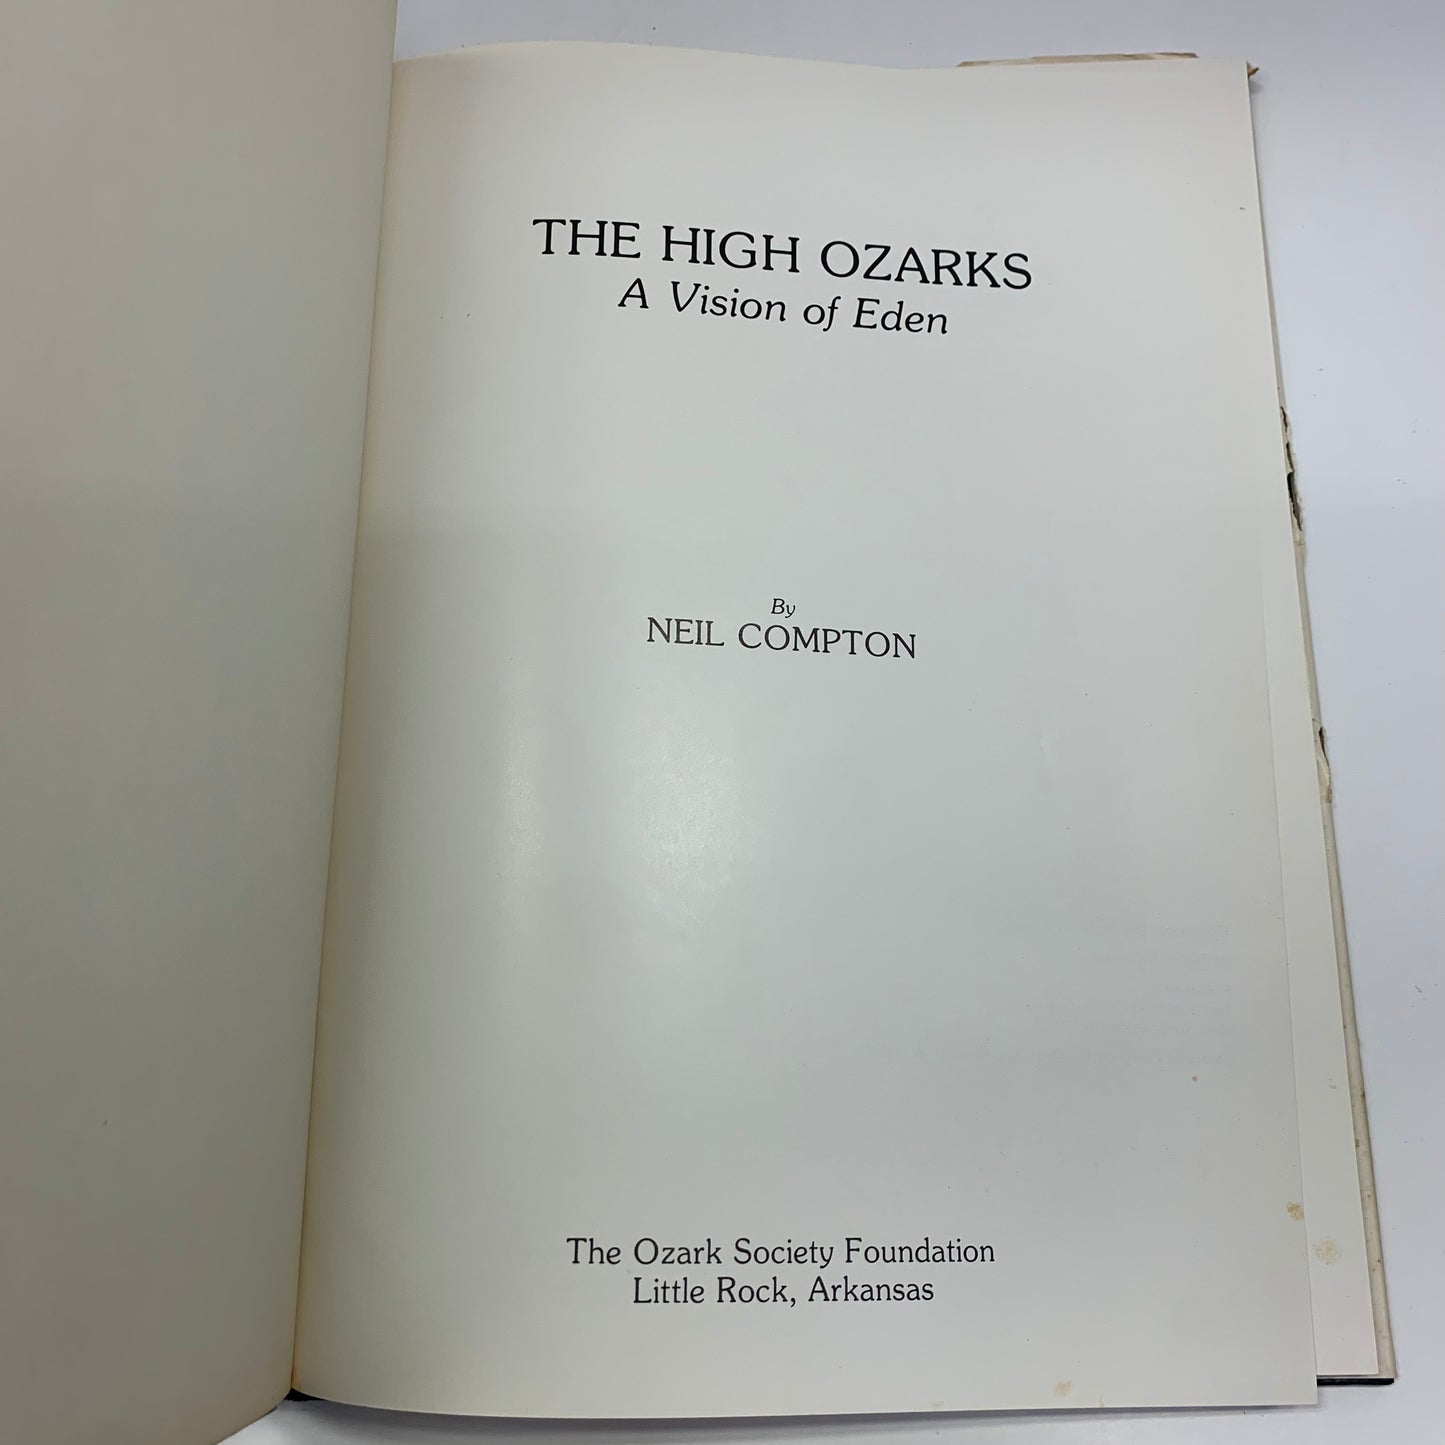 THE HIGH OZARKS
A Vision of Eden
By
NEIL COMPTON
The Ozark Society Foundation
Little Rock, Arkansas